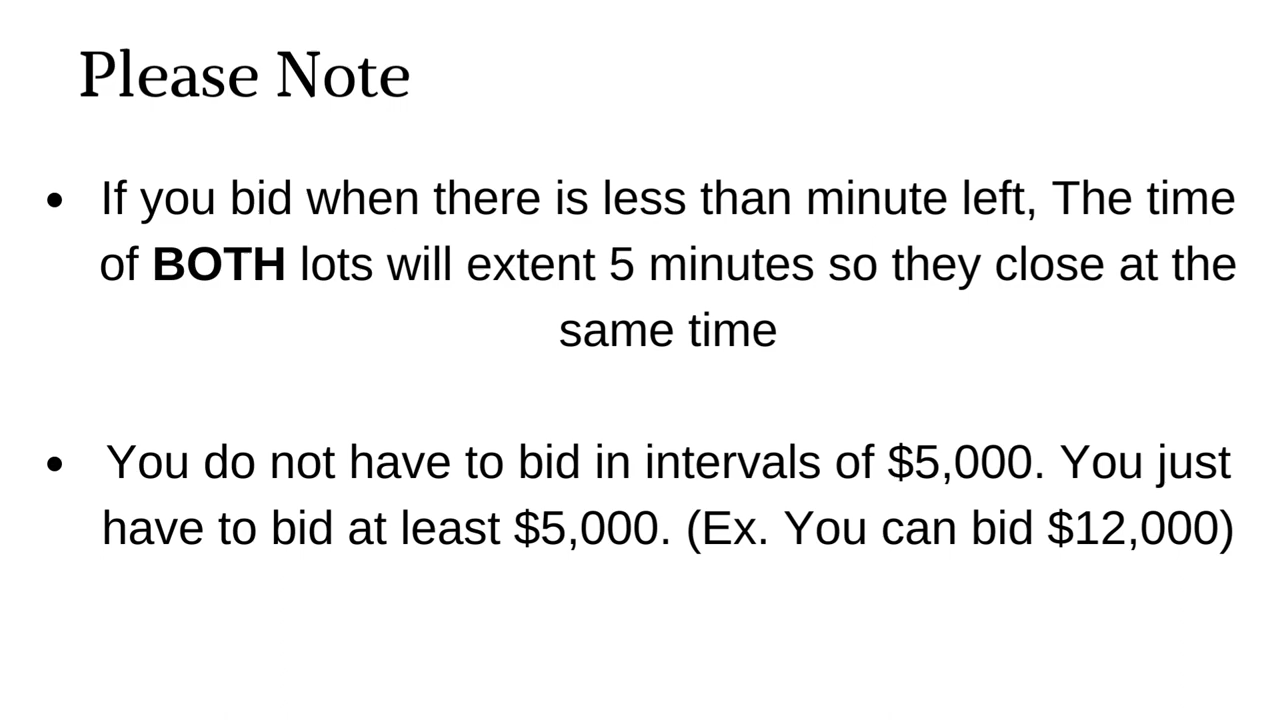 Please Note
• If you bid when there is less than minute left, The time
of BOTH lots will extent 5 minutes so they close at the
same time
• You do not have to bid in intervals of $5,000. You just
have to bid at least $5,000. (Ex. You can bid $12,000)